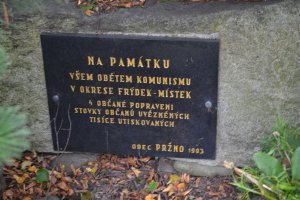 NA PAMÁTKU
VŠEM OBĚTEM KOMUNISMU
V OKRESE FRÝDEK-MÍSTEK
4 OBČANÉ POPRAVENI
STOVKY OBČANŮ UVĚZNĚNÝCH
TISÍCE UTISKOVANÝCH
OBEC PRŽNO 1993